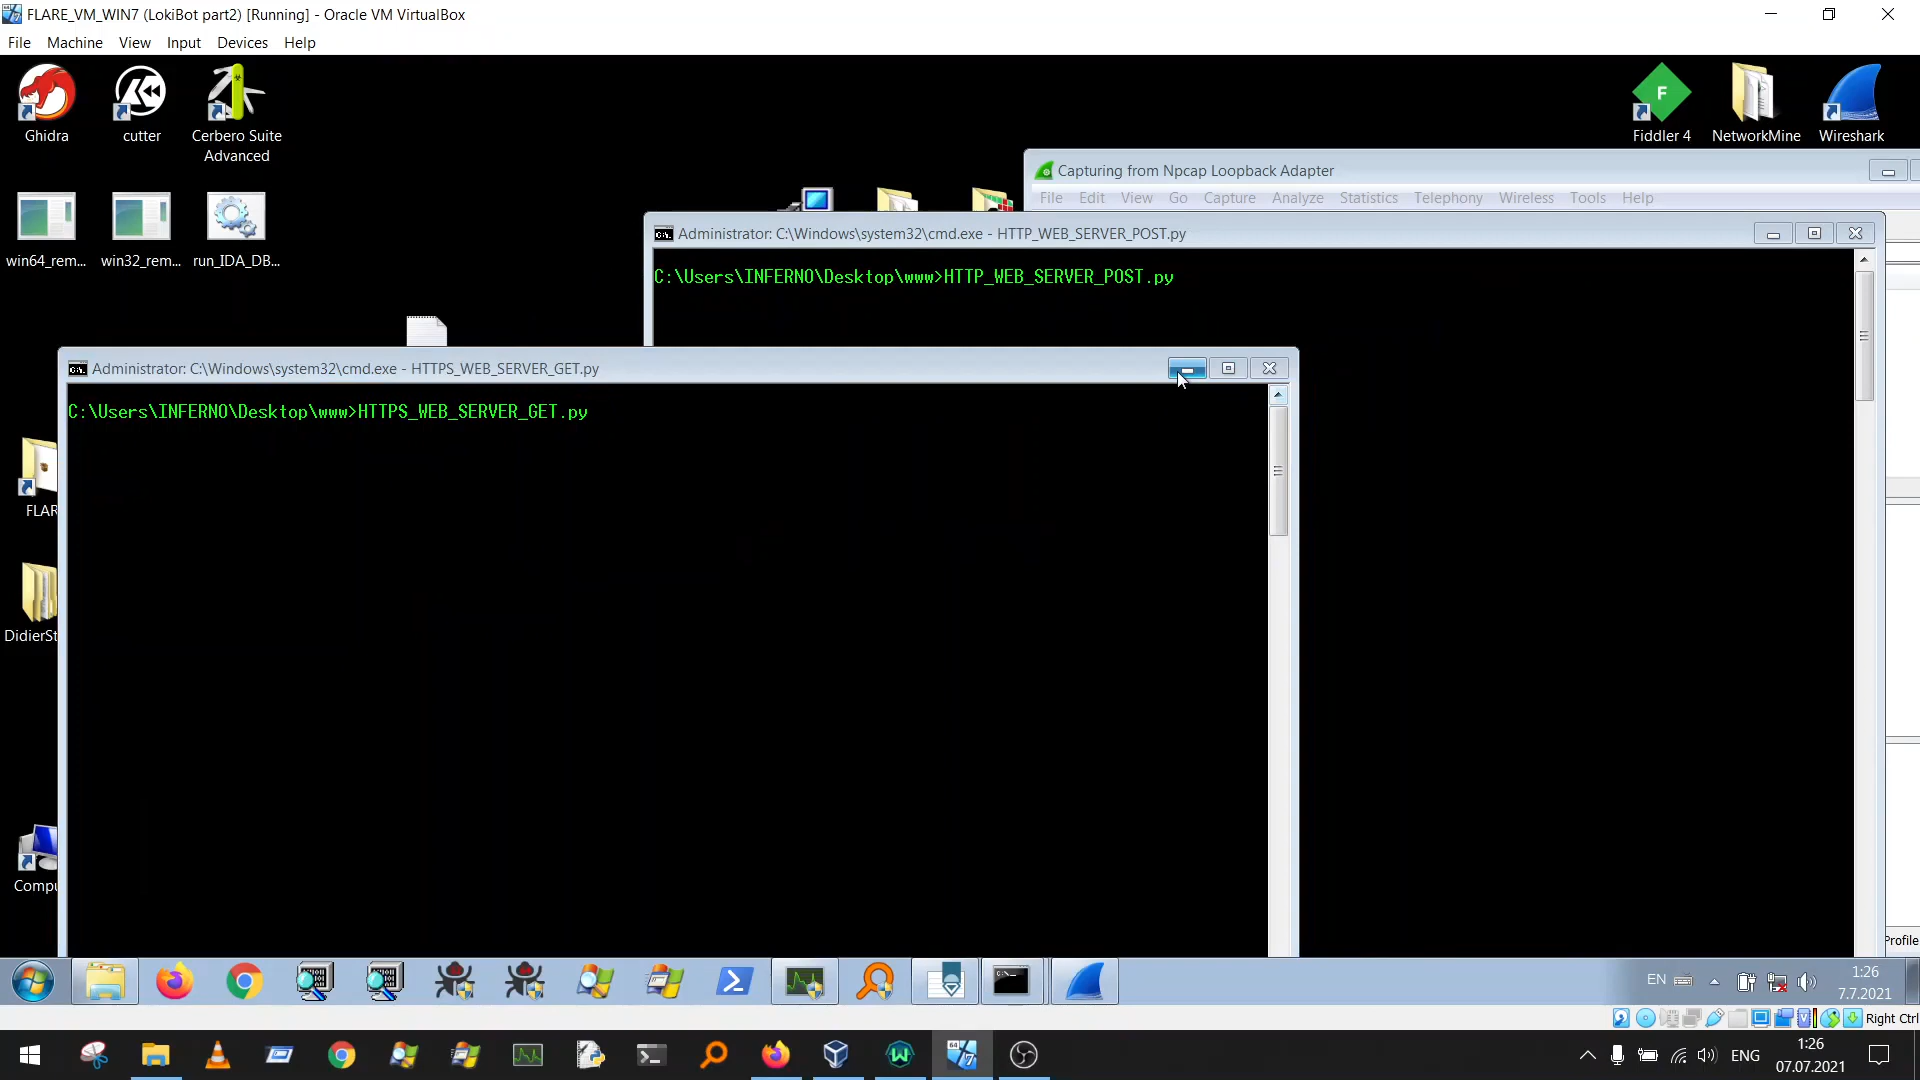 FLARE_VM_WIN7 (LokiBot part2) [Running] - Oracle VM VirtualBox
File Machine View Input Devices Help
Ghidra
cutter
Cerbero Suite
Advanced
Fiddler 4
NetworkMine
Wireshark
Capturing from Npcap Loopback Adapter
File Edit View Go Capture Analyze Statistics Telephony Wireless Tools Help
win64_rem...
win32_rem...
run_IDA_DB...
Administrator: C:\Windows\system32\cmd.exe - HTTP_WEB_SERVER_POST.py
C:\Users\INFERNO\Desktop\www>HTTP_WEB_SERVER_POST.py
Administrator: C:\Windows\system32\cmd.exe - HTTPS_WEB_SERVER_GET.py
C:\Users\INFERNO\Desktop\www>HTTPS_WEB_SERVER_GET.py
FLAR
DidierSt
Compu
Profile
EN
1:26
7.7.2021
Right Ctrl
ENG
1:26
07.07.2021